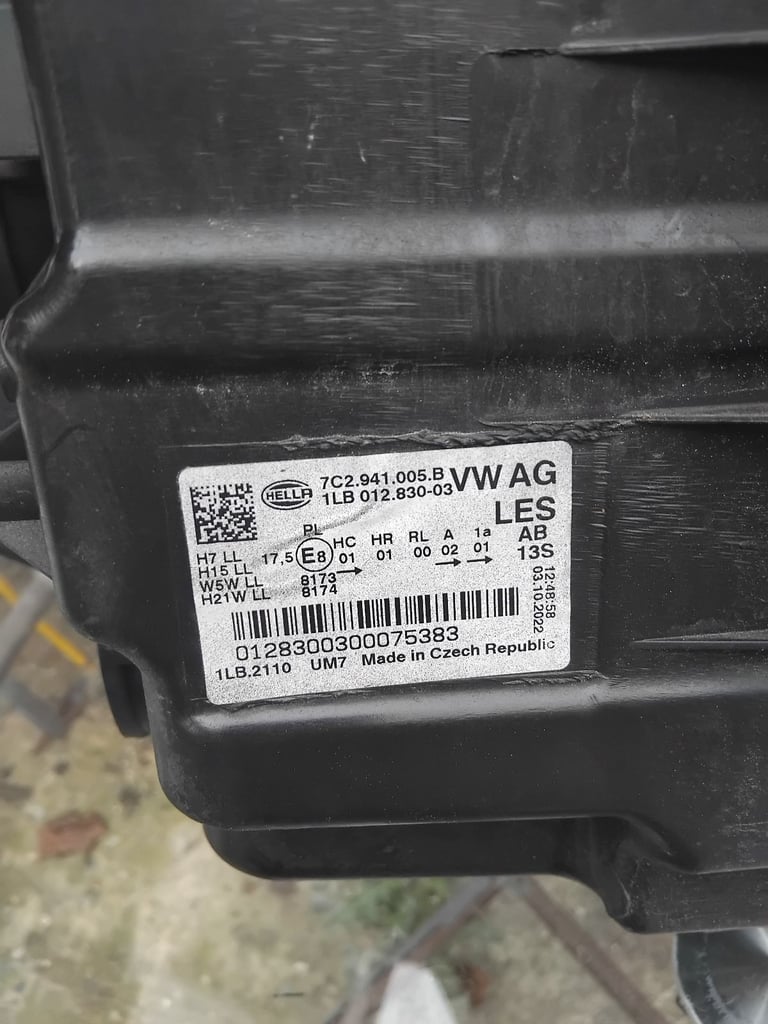 HELLA
7C2.941.005.B
1LB 012.830-03
VW AG
LES
AB
13S
PL HC HR RL A 1a
H7 LL 17,5 E8 01 01 00 02 01
H15 LL
W5W LL 8173
H21W LL 8174
12:48:58
03.10.2022
0128300300075383
1LB.2110 UM7 Made in Czech Republic